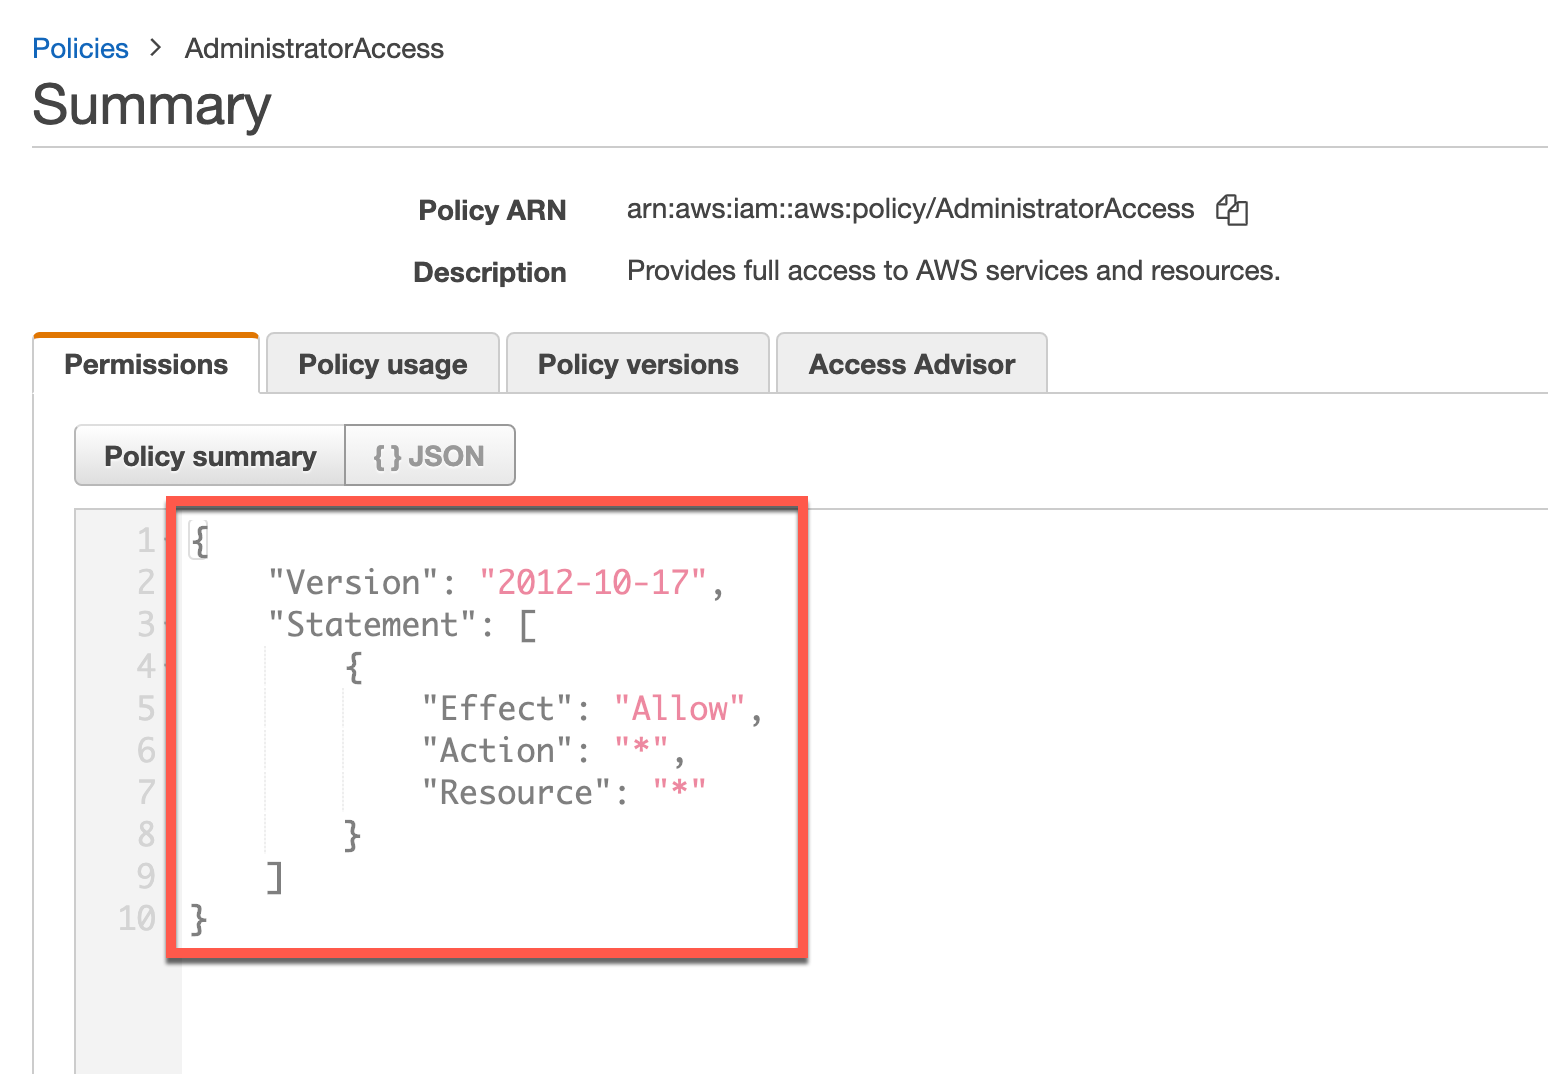 Policies > AdministratorAccess
Summary
Policy ARN arn:aws:iam::aws:policy/AdministratorAccess
Description Provides full access to AWS services and resources.
Permissions Policy usage Policy versions Access Advisor
Policy summary { } JSON
1 {
2     "Version": "2012-10-17",
3     "Statement": [
4         {
5             "Effect": "Allow",
6             "Action": "*",
7             "Resource": "*"
8         }
9     ]
10 }